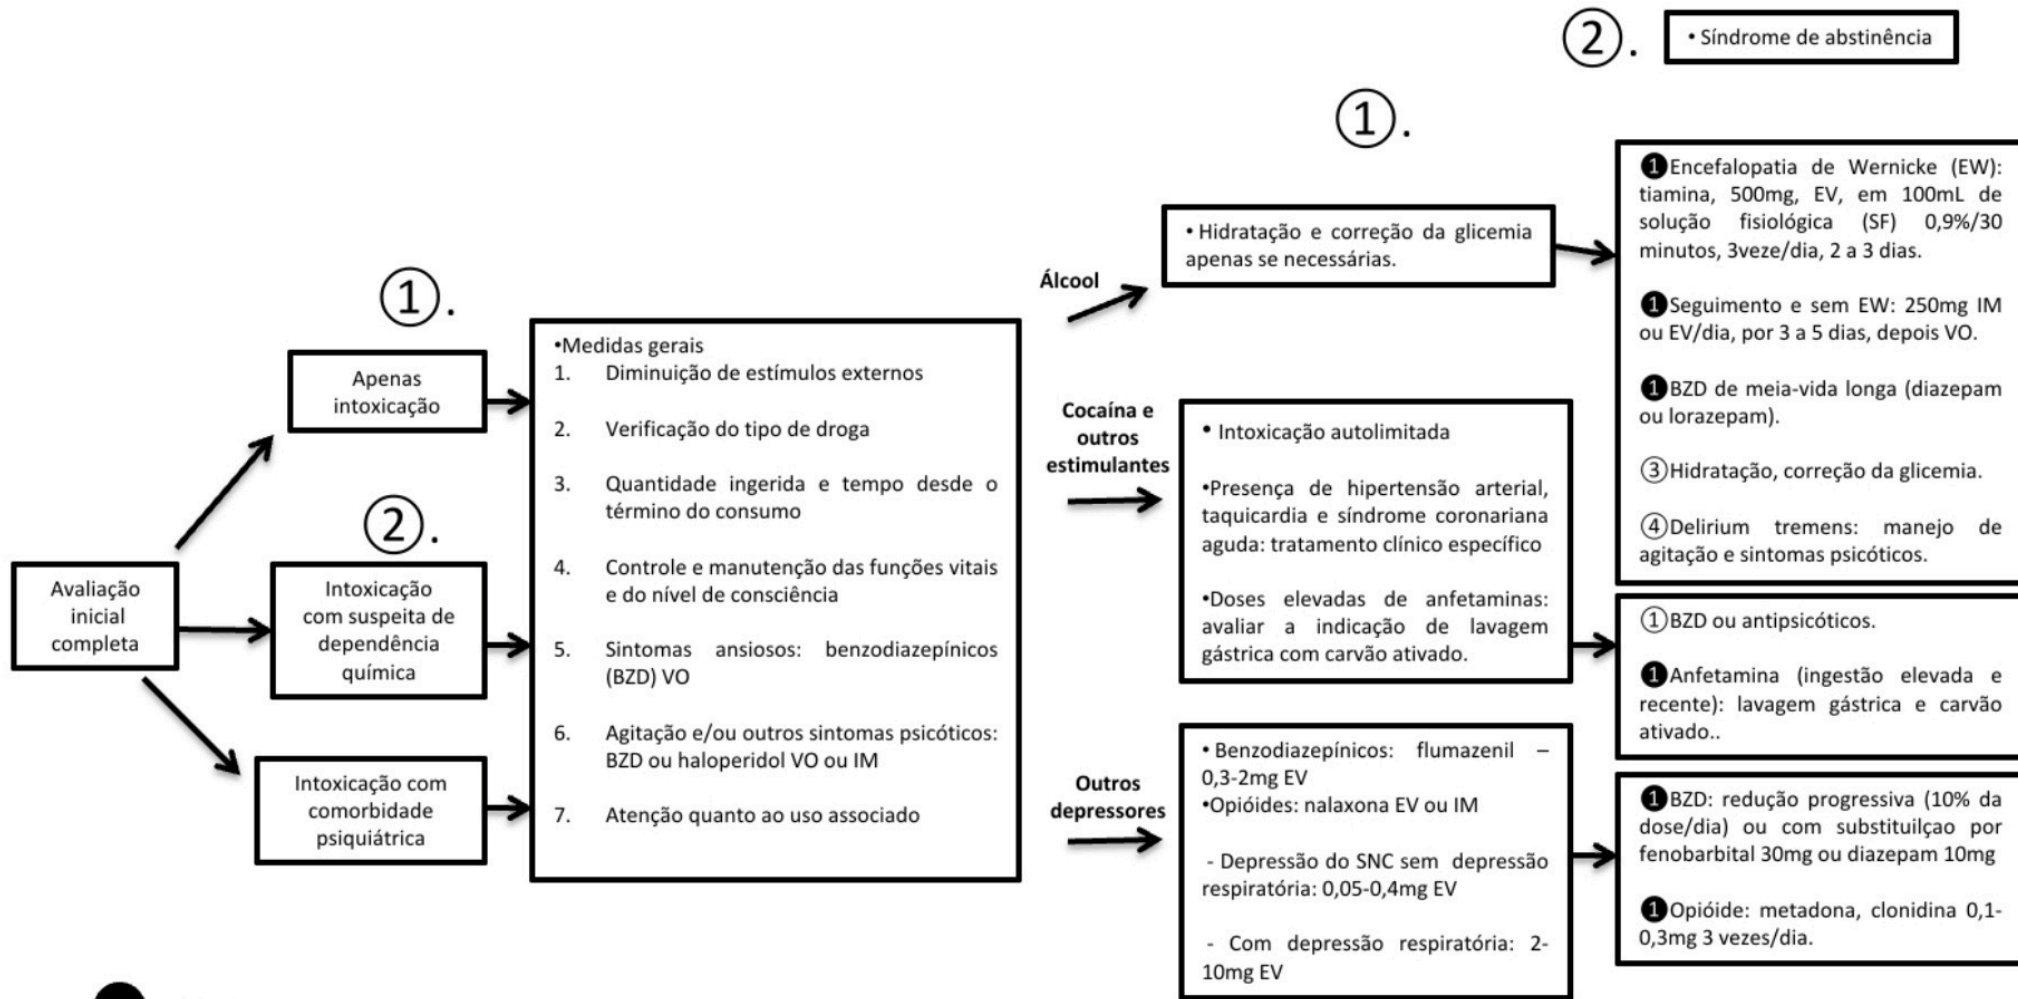 ②.
• Síndrome de abstinência
①.
①.
②.
Avaliação
inicial
completa
Apenas
intoxicação
Intoxicação
com suspeita de
dependência
química
Intoxicação com
comorbidade
psiquiátrica
•Medidas gerais
1. Diminuição de estímulos externos
2. Verificação do tipo de droga
3. Quantidade ingerida e tempo desde o
término do consumo
4. Controle e manutenção das funções vitais
e do nível de consciência
5. Sintomas ansiosos: benzodiazepínicos
(BZD) VO
6. Agitação e/ou outros sintomas psicóticos:
BZD ou haloperidol VO ou IM
7. Atenção quanto ao uso associado
Álcool
• Hidratação e correção da glicemia
apenas se necessárias.
❶Encefalopatia de Wernicke (EW):
tiamina, 500mg, EV, em 100mL de
solução fisiológica (SF) 0,9%/30
minutos, 3veze/dia, 2 a 3 dias.
❶Seguimento e sem EW: 250mg IM
ou EV/dia, por 3 a 5 dias, depois VO.
❶BZD de meia-vida longa (diazepam
ou lorazepam).
③Hidratação, correção da glicemia.
④Delirium tremens: manejo de
agitação e sintomas psicóticos.
Cocaína e
outros
estimulantes
• Intoxicação autolimitada
•Presença de hipertensão arterial,
taquicardia e síndrome coronariana
aguda: tratamento clínico específico
•Doses elevadas de anfetaminas:
avaliar a indicação de lavagem
gástrica com carvão ativado.
①BZD ou antipsicóticos.
❶Anfetamina (ingestão elevada e
recente): lavagem gástrica e carvão
ativado..
Outros
depressores
• Benzodiazepínicos: flumazenil –
0,3-2mg EV
•Opióides: nalaxona EV ou IM
- Depressão do SNC sem depressão
respiratória: 0,05-0,4mg EV
- Com depressão respiratória: 2-
10mg EV
❶BZD: redução progressiva (10% da
dose/dia) ou com substituilçao por
fenobarbital 30mg ou diazepam 10mg
❶Opióide: metadona, clonidina 0,1-
0,3mg 3 vezes/dia.